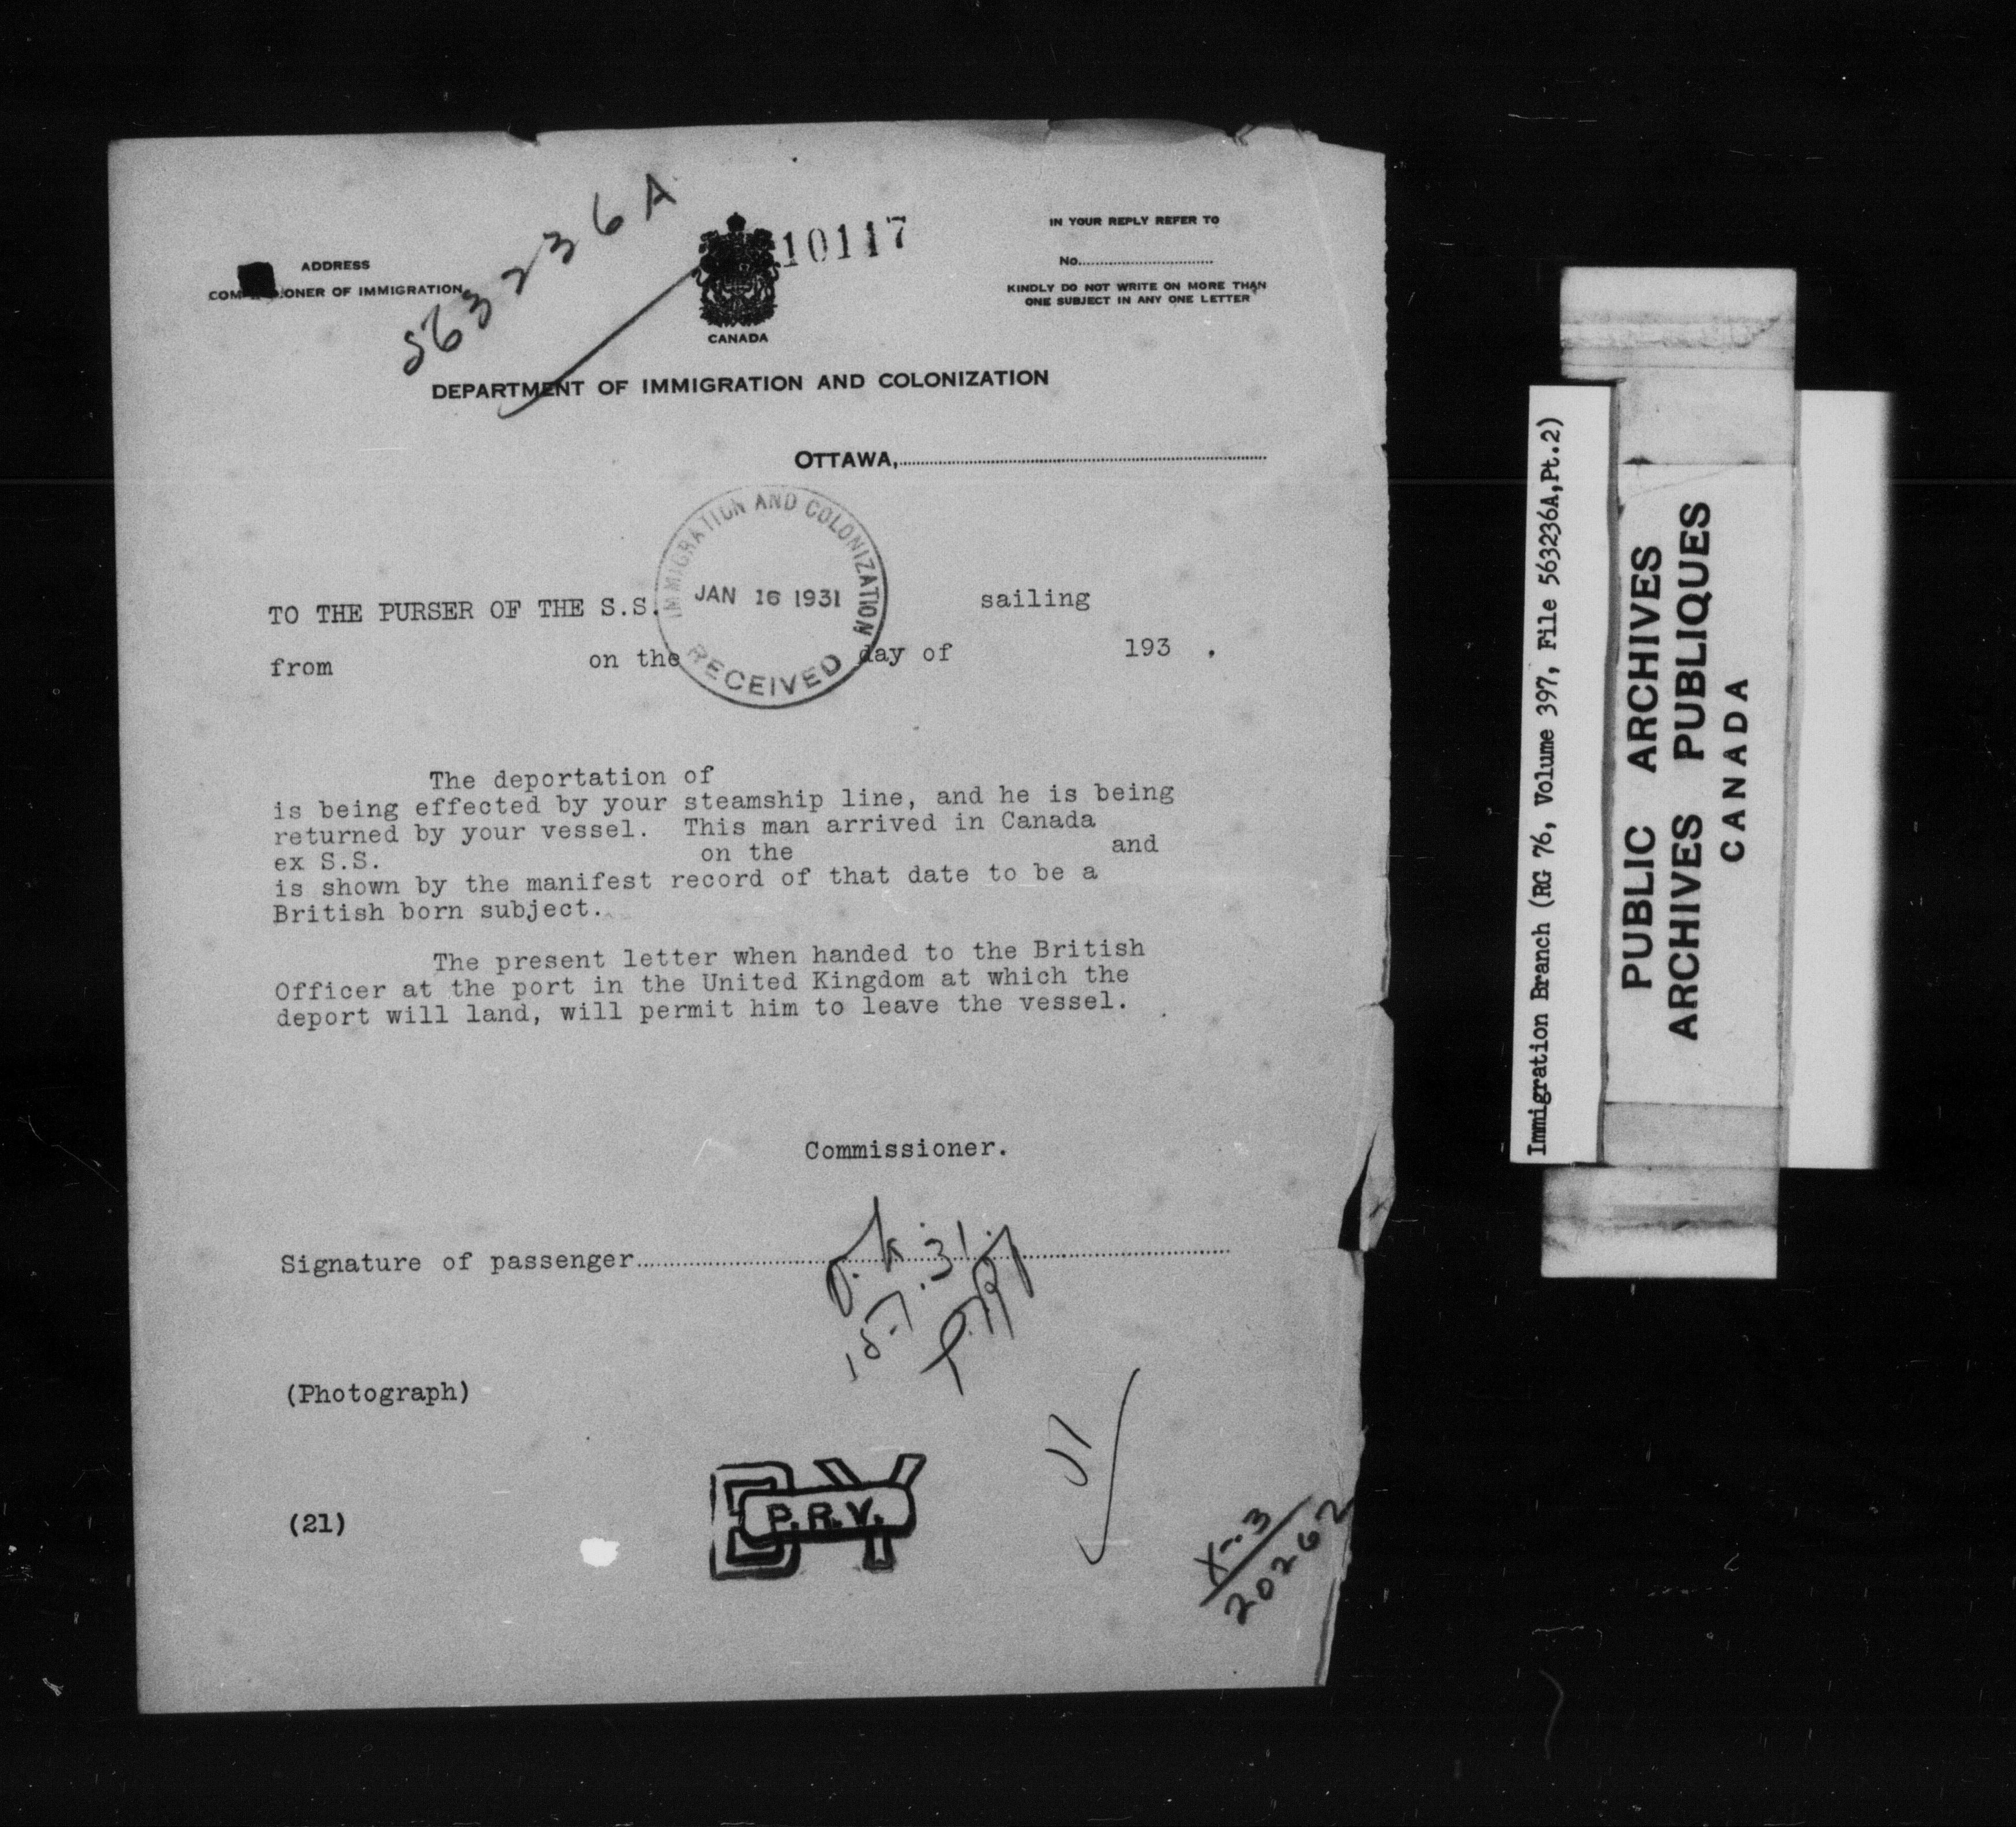 563236A
10117
IN YOUR REPLY REFER TO
No.
KINDLY DO NOT WRITE ON MORE THAN
ONE SUBJECT IN ANY ONE LETTER
ADDRESS
OF IMMIGRATION
CANADA
DEPARTMENT OF IMMIGRATION AND COLONIZATION
OTTAWA,
IMMIGRATION AND COLONIZATION
JAN 16 1931
RECEIVED
TO THE PURSER OF THE S.S. sailing
from on the day of 193 .
The deportation of
is being effected by your steamship line, and he is being
returned by your vessel. This man arrived in Canada
ex S.S. on the and
is shown by the manifest record of that date to be a
British born subject.
The present letter when handed to the British
Officer at the port in the United Kingdom at which the
deport will land, will permit him to leave the vessel.
Commissioner.
Signature of passenger
(Photograph)
(21)
P.R.V.
X-3
20262
Immigration Branch (RG 76, Volume 397, File 563236A,Pt.2)
PUBLIC ARCHIVES
ARCHIVES PUBLIQUES
CANADA